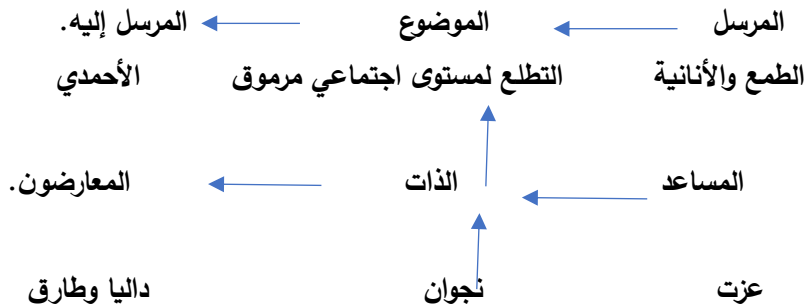 المرسل الموضوع المرسل إليه.
الطمع والأنانية التطلع لمستوى اجتماعي مرموق الأحمدي
المساعد الذات المعارضون.
عزت نجوان داليا وطارق